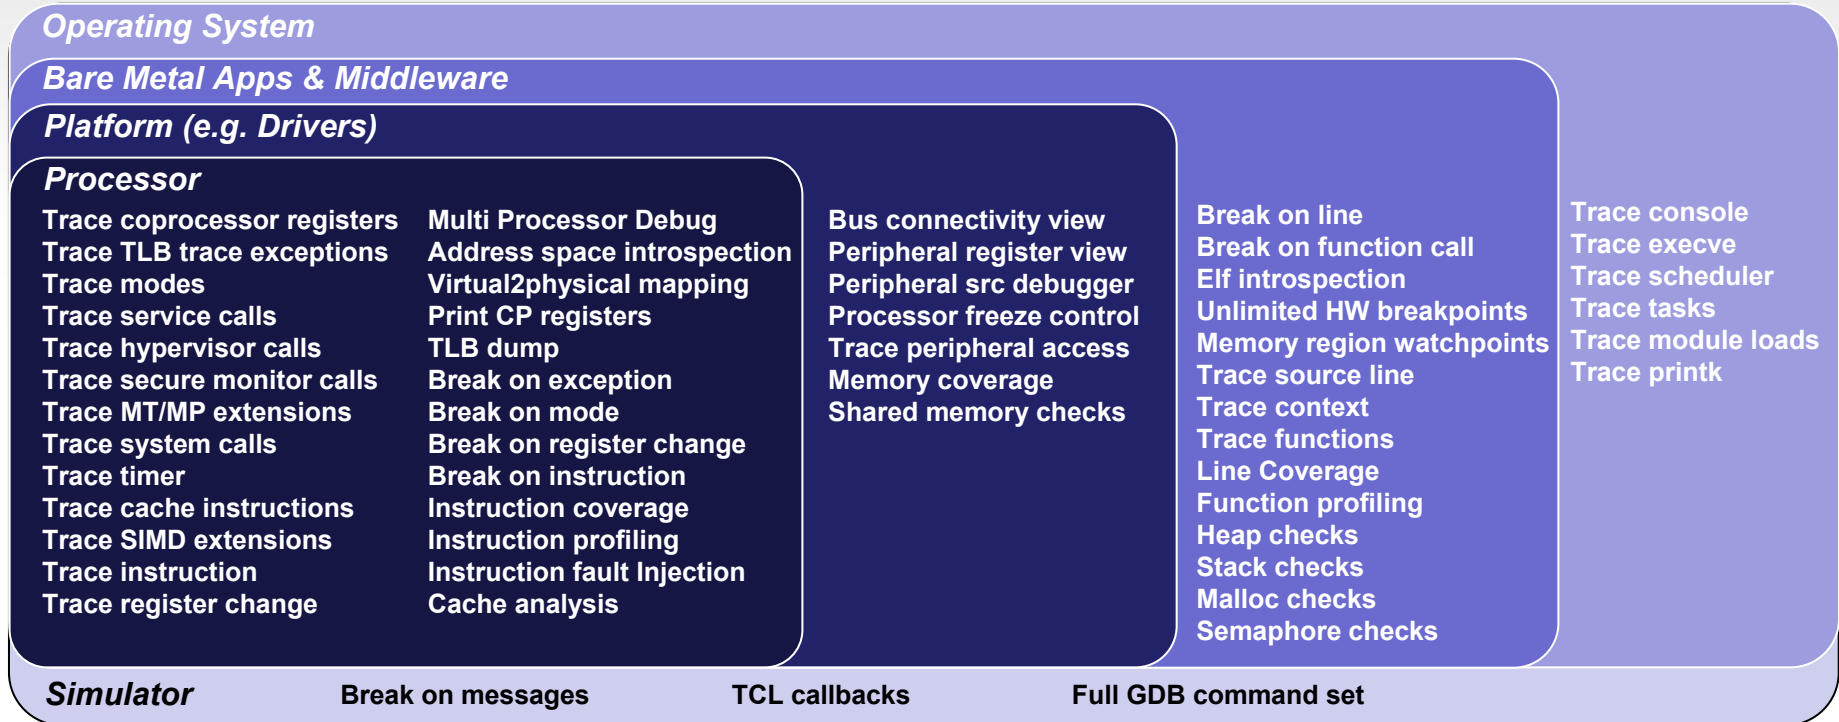 Operating System
Bare Metal Apps & Middleware
Platform (e.g. Drivers)
Processor
Trace coprocessor registers
Trace TLB trace exceptions
Trace modes
Trace service calls
Trace hypervisor calls
Trace secure monitor calls
Trace MT/MP extensions
Trace system calls
Trace timer
Trace cache instructions
Trace SIMD extensions
Trace instruction
Trace register change
Multi Processor Debug
Address space introspection
Virtual2physical mapping
Print CP registers
TLB dump
Break on exception
Break on mode
Break on register change
Break on instruction
Instruction coverage
Instruction profiling
Instruction fault Injection
Cache analysis
Bus connectivity view
Peripheral register view
Peripheral src debugger
Processor freeze control
Trace peripheral access
Memory coverage
Shared memory checks
Break on line
Break on function call
Elf introspection
Unlimited HW breakpoints
Memory region watchpoints
Trace source line
Trace context
Trace functions
Line Coverage
Function profiling
Heap checks
Stack checks
Malloc checks
Semaphore checks
Trace console
Trace execve
Trace scheduler
Trace tasks
Trace module loads
Trace printk
Simulator
Break on messages
TCL callbacks
Full GDB command set